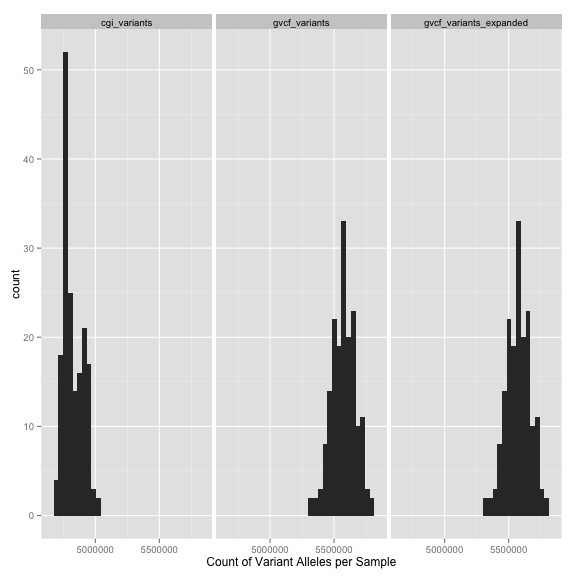 cgi_variants gvcf_variants gvcf_variants_expanded
50
40
30
20
10
0
count
5000000 5500000 5000000 5500000 5000000 5500000
Count of Variant Alleles per Sample